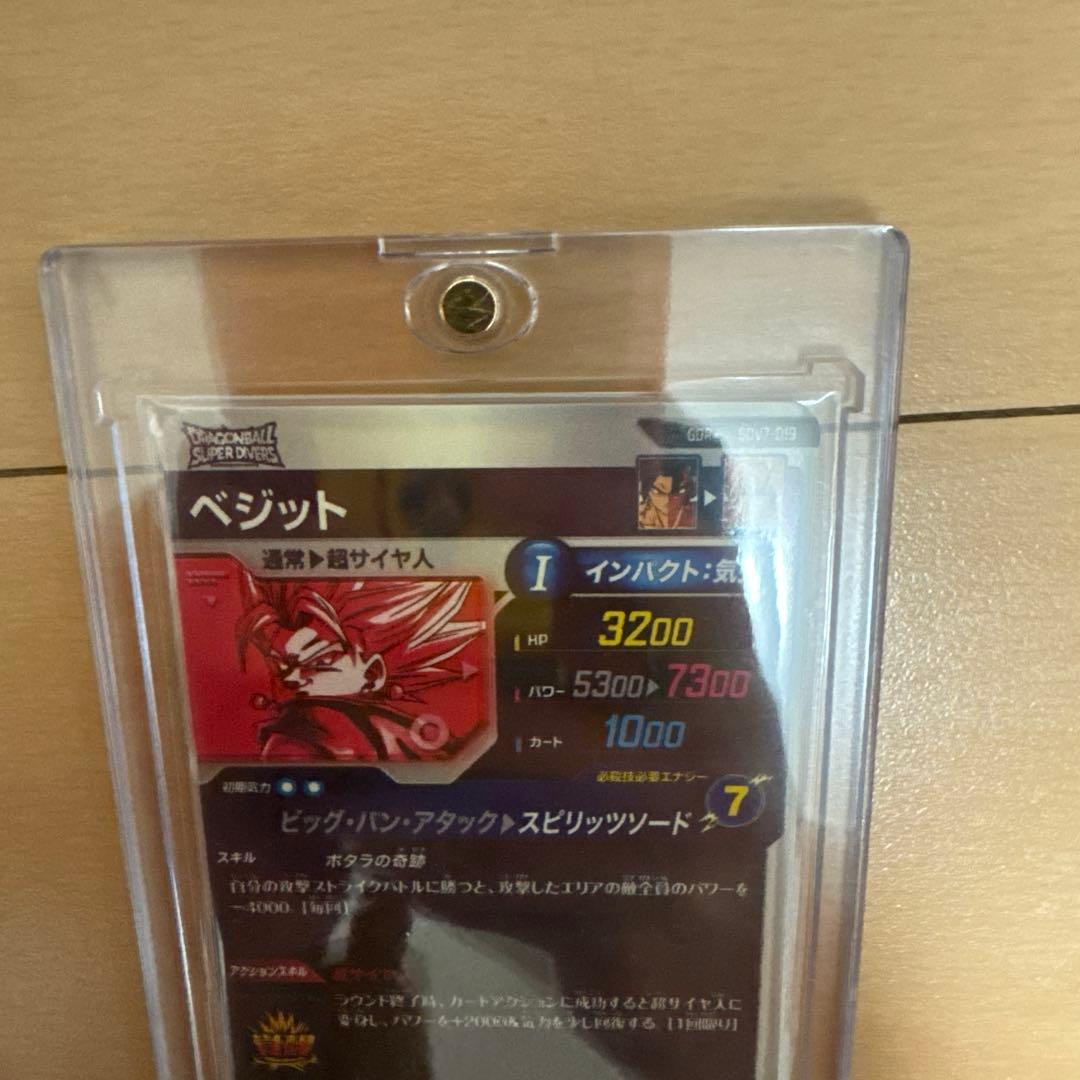 DRAGONBALL
SUPER DIVERS
SDV7-019
ベジット
通常▶超サイヤ人
I インパクト：気
HP 3200
パワー 5300▶7300
ガード 1000
初期気力
必殺技必要エナジー
7
ビッグ・バン・アタック▶スピリッツソード
スキル ポタラの奇跡
自分の攻撃ストライクバトルに勝つと、攻撃したエリアの敵全員のパワーを
-4000。[毎回]
アクションスキル
ラウンド終了時、カードアクションに成功すると超サイヤ人に
変身し、パワーを+2000&気力を少し回復する。[1回限り]